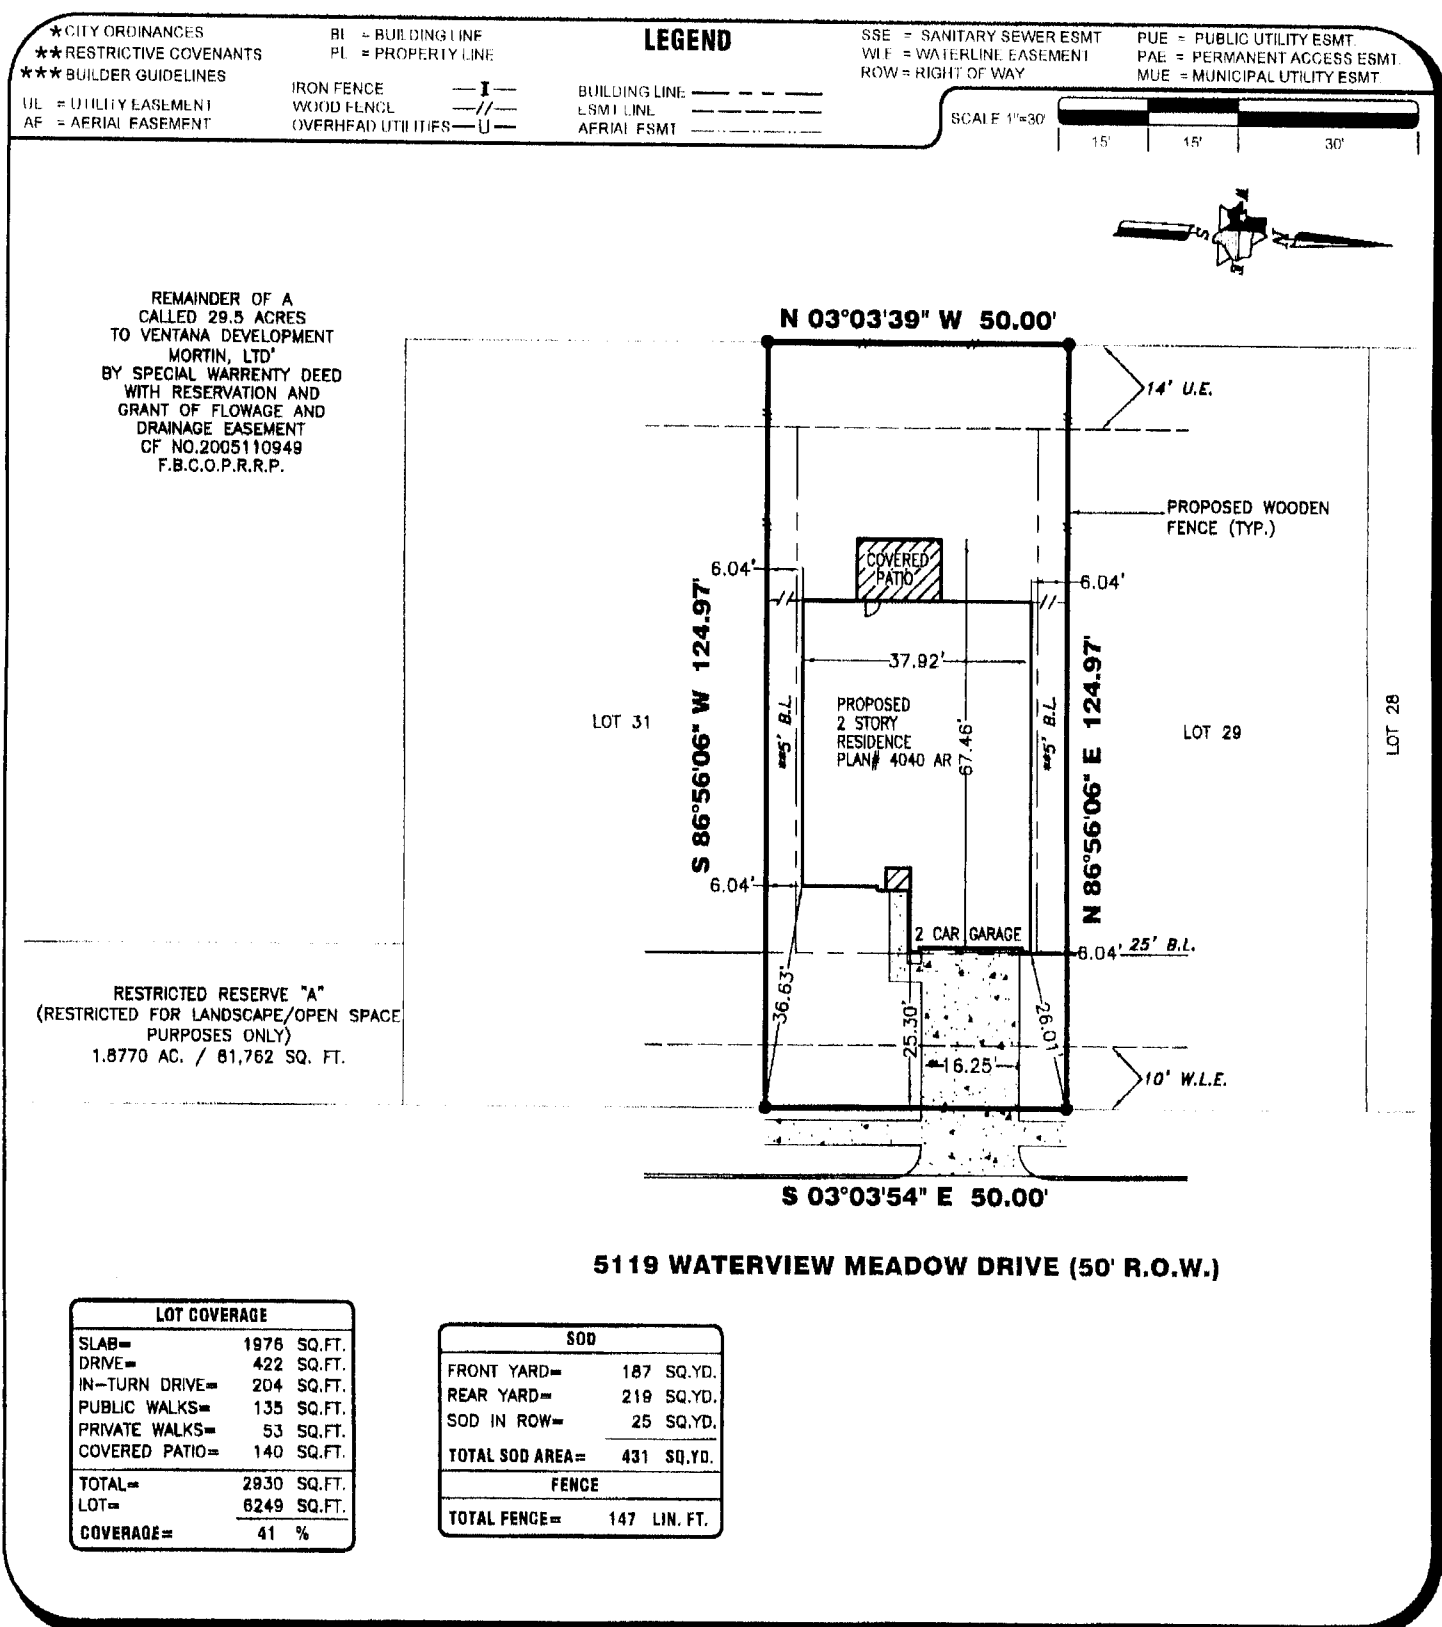 *CITY ORDINANCES
**RESTRICTIVE COVENANTS
***BUILDER GUIDELINES
UE = UTILITY EASEMENT
AE = AERIAL EASEMENT
BL = BUILDING LINE
PL = PROPERTY LINE
IRON FENCE —I—
WOOD FENCE —//—
OVERHEAD UTILITIES —U—
LEGEND
BUILDING LINE
ESMT LINE
AERIAL ESMT
SSE = SANITARY SEWER ESMT
WLE = WATERLINE EASEMENT
ROW = RIGHT OF WAY
PUE = PUBLIC UTILITY ESMT.
PAE = PERMANENT ACCESS ESMT.
MUE = MUNICIPAL UTILITY ESMT.
SCALE 1"=30'
15' 15' 30'
S N E
REMAINDER OF A
CALLED 29.5 ACRES
TO VENTANA DEVELOPMENT
MORTIN, LTD'
BY SPECIAL WARRENTY DEED
WITH RESERVATION AND
GRANT OF FLOWAGE AND
DRAINAGE EASEMENT
CF NO.2005110949
F.B.C.O.P.R.R.P.
N 03°03'39" W 50.00'
14' U.E.
PROPOSED WOODEN
FENCE (TYP.)
COVERED
PATIO
6.04'
6.04'
37.92'
S 86°56'06" W 124.97'
N 86°56'06" E 124.97'
LOT 31
**5' B.L.
PROPOSED
2 STORY
RESIDENCE
PLAN# 4040 AR
67.46'
**5' B.L.
LOT 29
LOT 28
6.04'
2 CAR GARAGE
6.04'
25' B.L.
RESTRICTED RESERVE "A"
(RESTRICTED FOR LANDSCAPE/OPEN SPACE
PURPOSES ONLY)
1.8770 AC. / 81,762 SQ. FT.
36.63'
25.30'
16.25'
26.01'
10' W.L.E.
S 03°03'54" E 50.00'
5119 WATERVIEW MEADOW DRIVE (50' R.O.W.)
LOT COVERAGE
SLAB= 1976 SQ.FT.
DRIVE= 422 SQ.FT.
IN-TURN DRIVE= 204 SQ.FT.
PUBLIC WALKS= 135 SQ.FT.
PRIVATE WALKS= 53 SQ.FT.
COVERED PATIO= 140 SQ.FT.
TOTAL= 2930 SQ.FT.
LOT= 6249 SQ.FT.
COVERAGE= 41 %
SOD
FRONT YARD= 187 SQ.YD.
REAR YARD= 219 SQ.YD.
SOD IN ROW= 25 SQ.YD.
TOTAL SOD AREA= 431 SQ.YD.
FENCE
TOTAL FENCE= 147 LIN. FT.